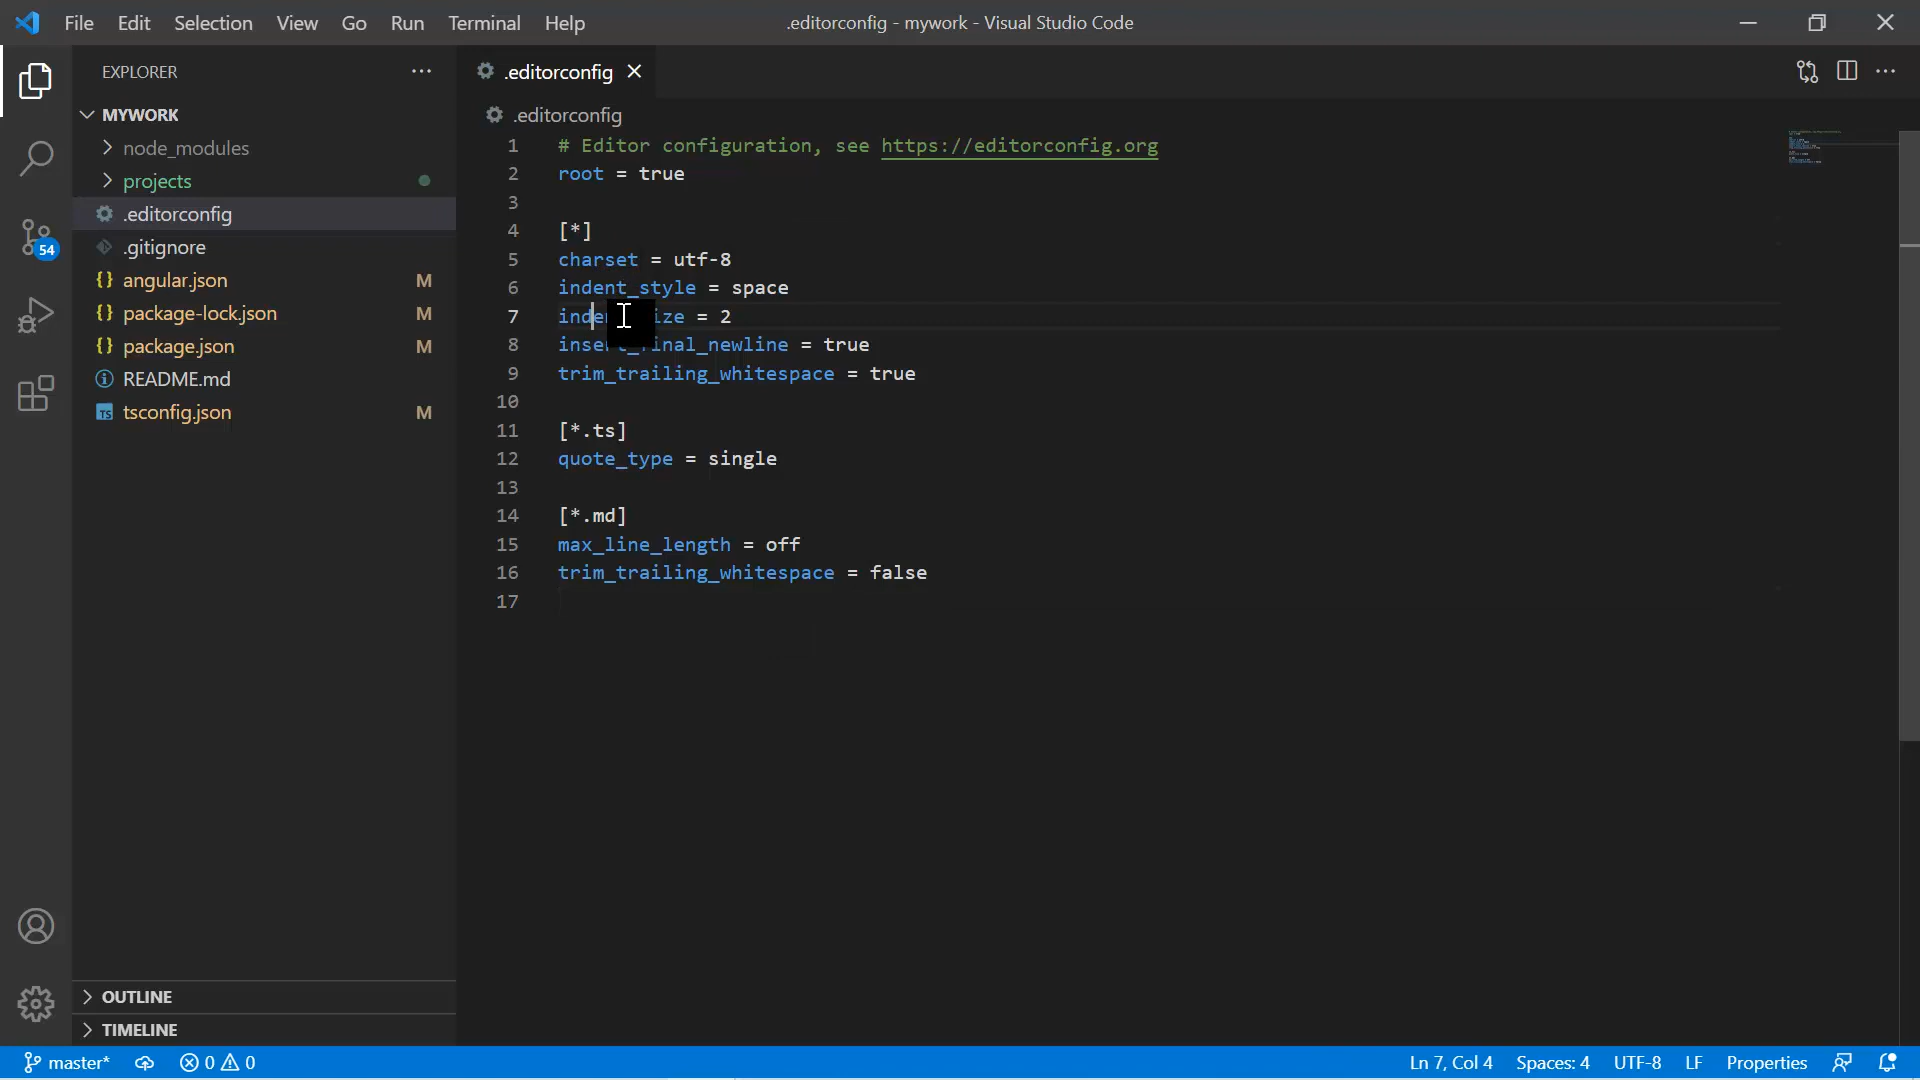 File Edit Selection View Go Run Terminal Help
.editorconfig - mywork - Visual Studio Code
EXPLORER
MYWORK
node_modules
projects
.editorconfig
.gitignore
{} angular.json M
{} package-lock.json M
{} package.json M
README.md
TS tsconfig.json M
54
OUTLINE
TIMELINE
.editorconfig
.editorconfig
1 # Editor configuration, see https://editorconfig.org
2 root = true
3
4 [*]
5 charset = utf-8
6 indent_style = space
7 = 2
8 insert_final_newline = true
9 trim_trailing_whitespace = true
10
11 [*.ts]
12 quote_type = single
13
14 [*.md]
15 max_line_length = off
16 trim_trailing_whitespace = false
17
master* 0 0 Ln 7, Col 4 Spaces: 4 UTF-8 LF Properties